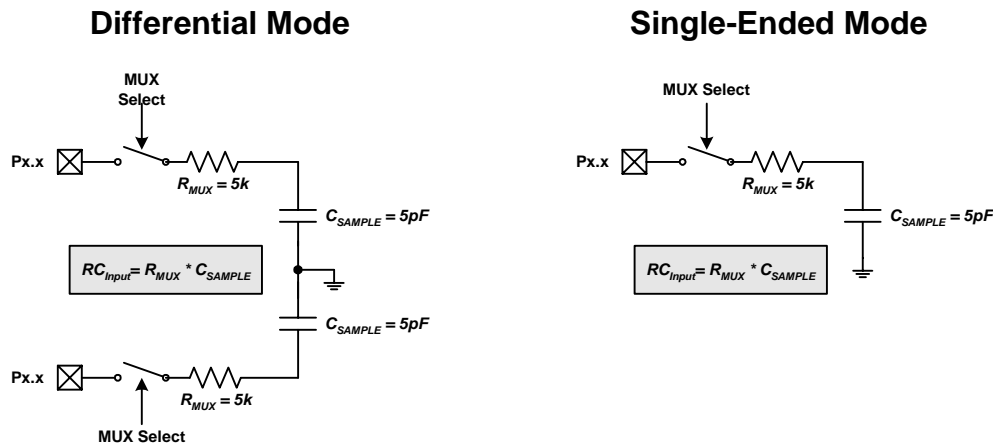 Differential Mode
MUX
Select
Px.x
R_MUX = 5k
C_SAMPLE = 5pF
RC_Input= R_MUX * C_SAMPLE
C_SAMPLE = 5pF
Px.x
R_MUX = 5k
MUX Select
Single-Ended Mode
MUX Select
Px.x
R_MUX = 5k
C_SAMPLE = 5pF
RC_Input= R_MUX * C_SAMPLE